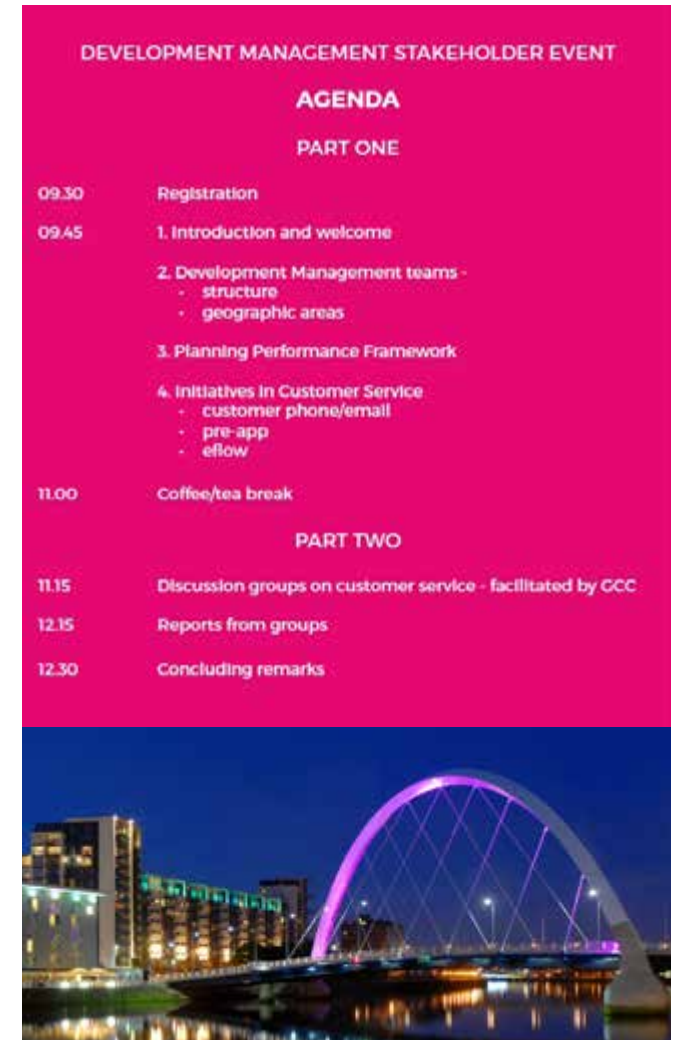 DEVELOPMENT MANAGEMENT STAKEHOLDER EVENT
AGENDA
PART ONE
09.30 Registration
09.45 1. Introduction and welcome
2. Development Management teams -
- structure
- geographic areas
3. Planning Performance Framework
4. Initiatives in Customer Service
- customer phone/email
- pre-app
- eflow
11.00 Coffee/tea break
PART TWO
11.15 Discussion groups on customer service - facilitated by GCC
12.15 Reports from groups
12.30 Concluding remarks